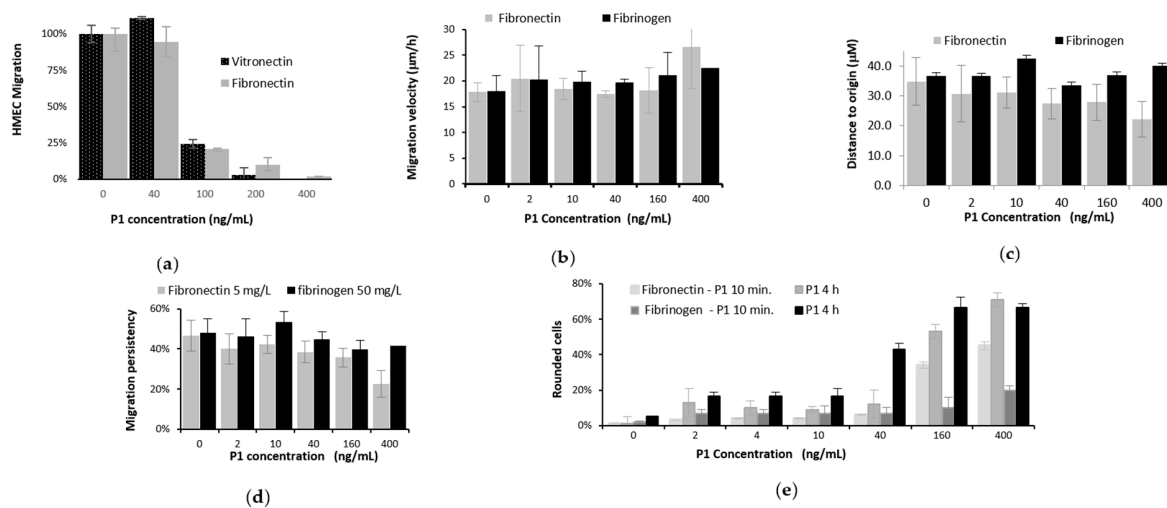 HMEC Migration
100%
75%
50%
25%
0%
Vitronectin
Fibronectin
0 40 100 200 400
P1 concentration (ng/mL)
(a)
Fibronectin Fibrinogen
Migration velocity (µm/h)
30
25
20
15
10
5
0
0 2 10 40 160 400
P1 concentration (ng/mL)
(b)
Fibronectin Fibrinogen
Distance to origin (µM)
40.0
30.0
20.0
10.0
0.0
0 2 10 40 160 400
P1 Concentration (ng/mL)
(c)
Fibronectin 5 mg/L fibrinogen 50 mg/L
Migration persistency
60%
40%
20%
0%
0 2 10 40 160 400
P1 concentration (ng/mL)
(d)
Rounded cells
80%
60%
40%
20%
0%
Fibronectin - P1 10 min. P1 4 h
Fibrinogen - P1 10 min. P1 4 h
0 2 4 10 40 160 400
P1 Concentration (ng/mL)
(e)